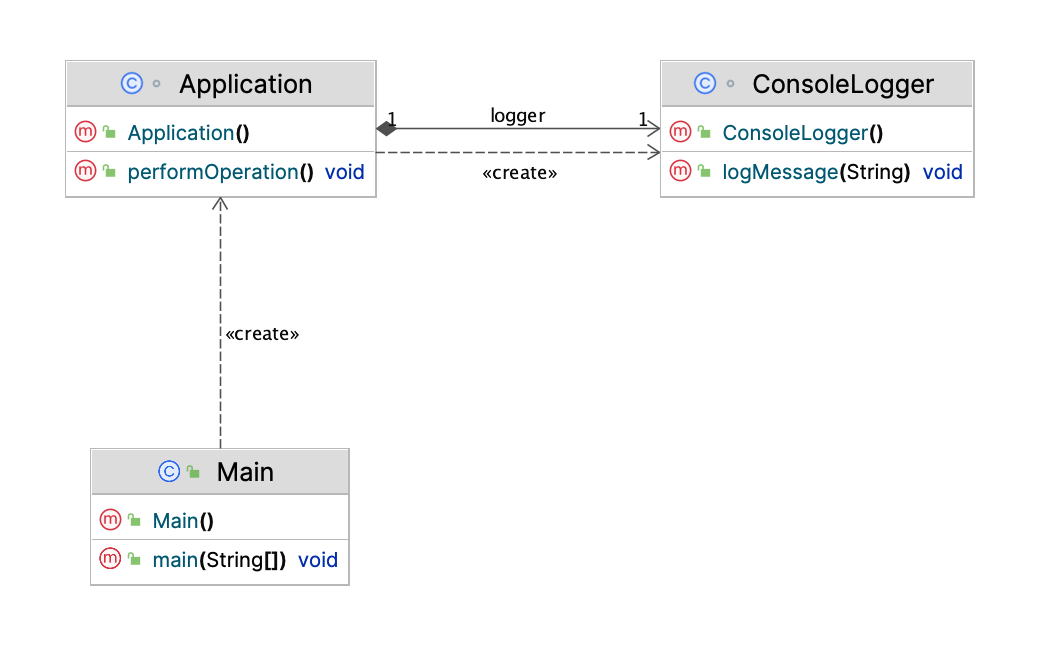 Application
Application()
performOperation() void
1 logger 1
«create»
ConsoleLogger
ConsoleLogger()
logMessage(String) void
«create»
Main
Main()
main(String[]) void